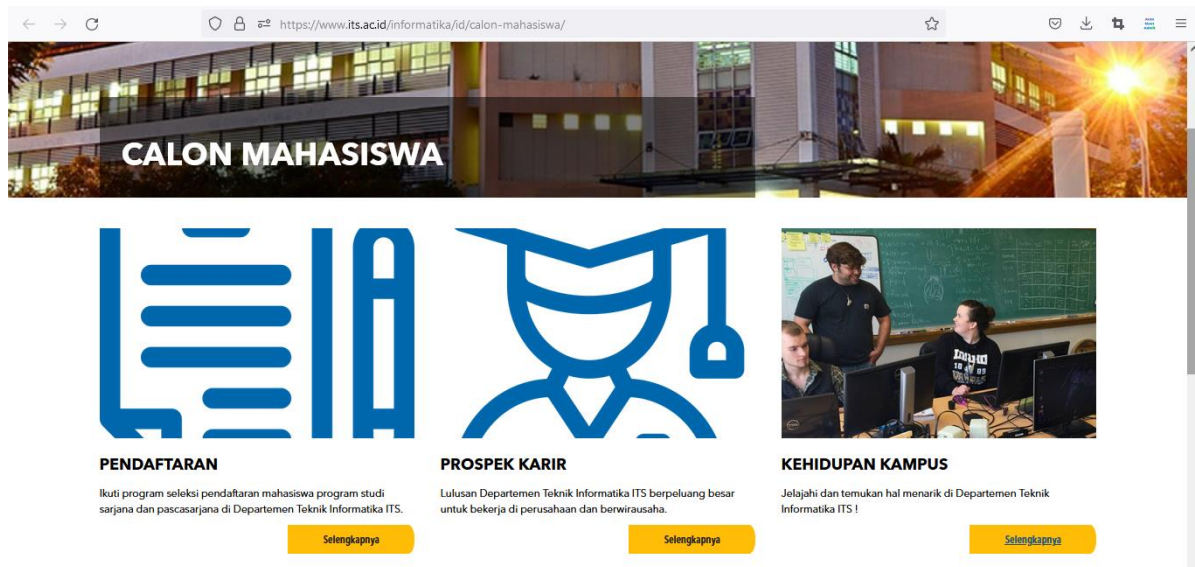 https://www.its.ac.id/informatika/id/calon-mahasiswa/
CALON MAHASISWA
PENDAFTARAN
Ikuti program seleksi pendaftaran mahasiswa program studi
sarjana dan pascasarjana di Departemen Teknik Informatika ITS.
Selengkapnya
PROSPEK KARIR
Lulusan Departemen Teknik Informatika ITS berpeluang besar
untuk bekerja di perusahaan dan berwirausaha.
Selengkapnya
IDAHO
KEHIDUPAN KAMPUS
Jelajahi dan temukan hal menarik di Departemen Teknik
Informatika ITS !
Selengkapnya